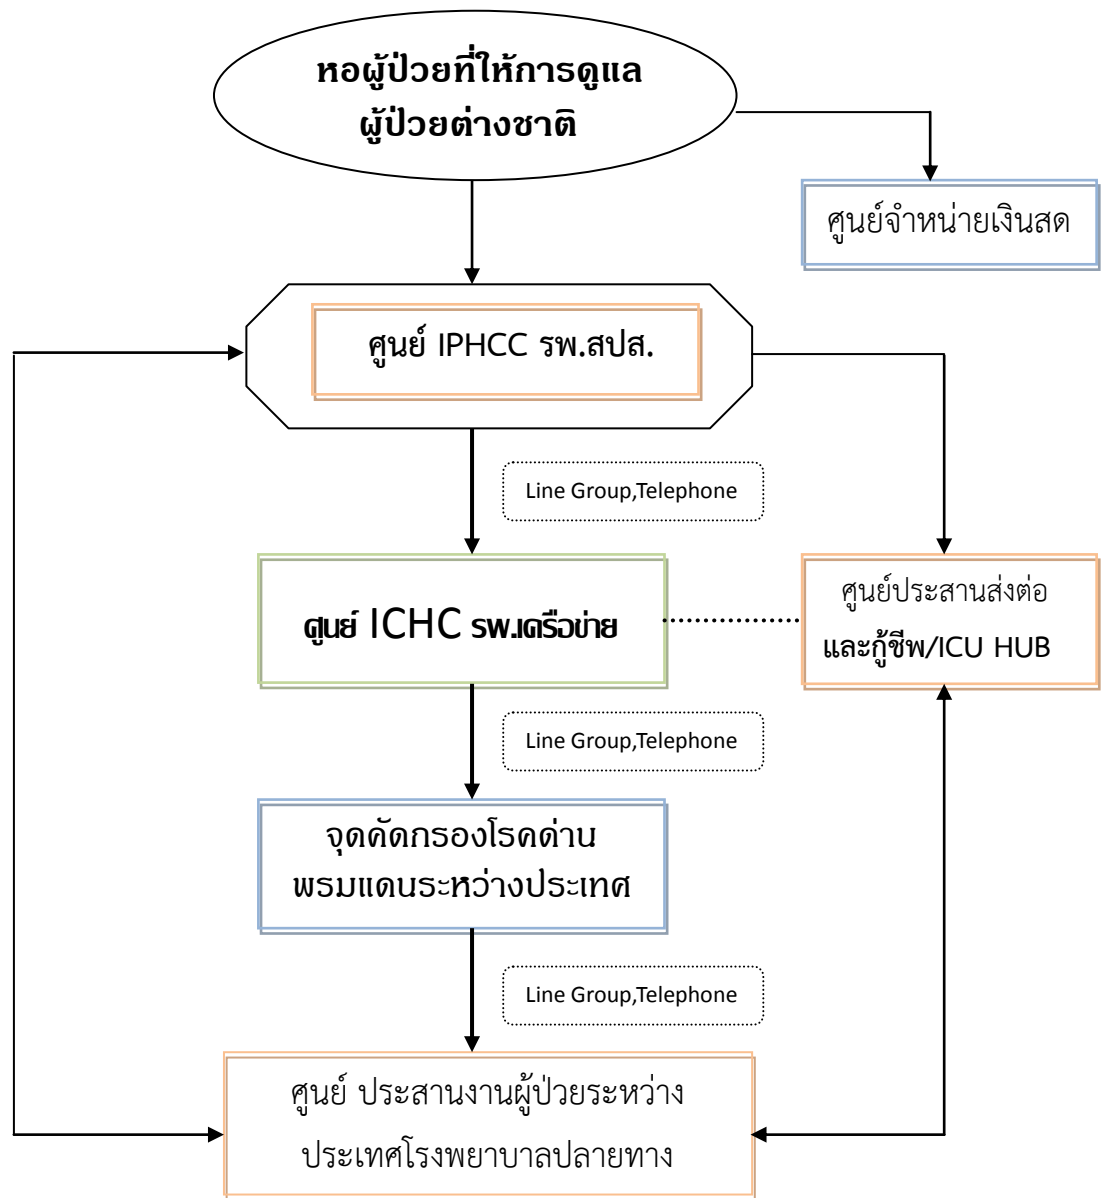 หอผู้ป่วยที่ให้การดูแล
ผู้ป่วยต่างชาติ
ศูนย์จำหน่ายเงินสด
ศูนย์ IPHCC รพ.สปส.
Line Group,Telephone
ศูนย์ ICHC รพ.เครือข่าย
ศูนย์ประสานส่งต่อ
และกู้ชีพ/ICU HUB
Line Group,Telephone
จุดคัดกรองโรคด่าน
พรมแดนระหว่างประเทศ
Line Group,Telephone
ศูนย์ ประสานงานผู้ป่วยระหว่าง
ประเทศโรงพยาบาลปลายทาง